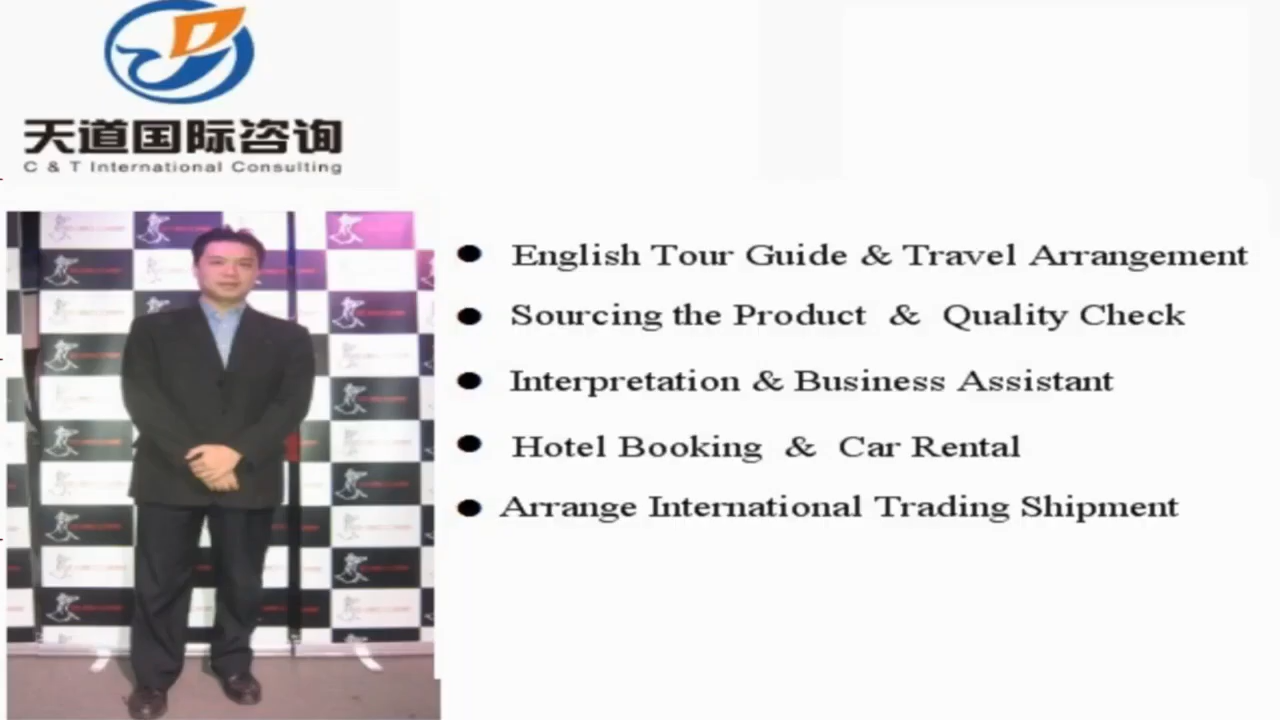 天道国际咨询
C & T International Consulting
English Tour Guide & Travel Arrangement
Sourcing the Product & Quality Check
Interpretation & Business Assistant
Hotel Booking & Car Rental
Arrange International Trading Shipment